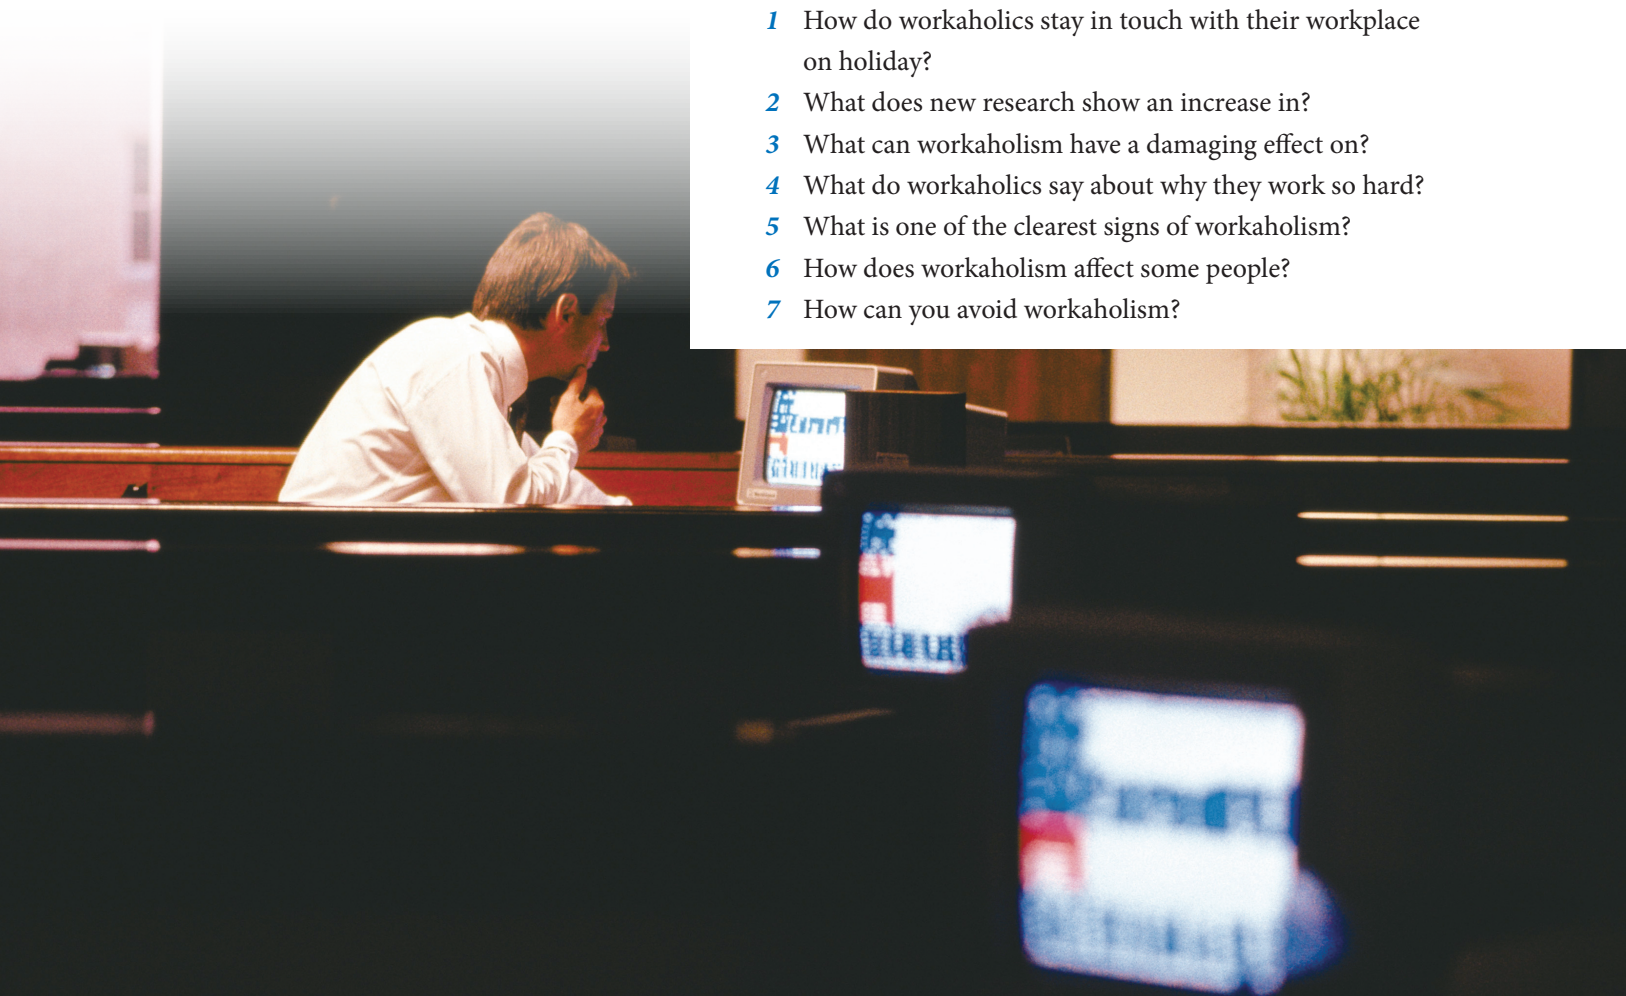 1 How do workaholics stay in touch with their workplace
on holiday?
2 What does new research show an increase in?
3 What can workaholism have a damaging effect on?
4 What do workaholics say about why they work so hard?
5 What is one of the clearest signs of workaholism?
6 How does workaholism affect some people?
7 How can you avoid workaholism?